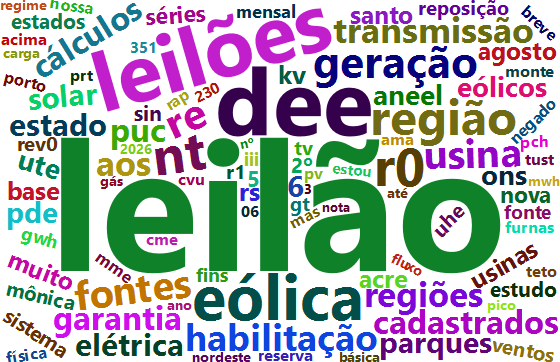 regime nossa
estados séries mensal santo reposição breve
acima cálculos leilões transmissão
carga 351 dee geração agosto
porto prt kv aneel eólicos monte
solar sin rap 230 região negado
estado puc re ama pch
rev0 2026 nt nº iii tv estou usina tust
ute aos r1 5 2º pv r0 ons mwh
base gás cvu rs 6 3 até nova
pde leilão 06 gt mas nota uhe fonte
gwh cme furnas
muito mme fins acre fluxo usinas teto
mônica fontes eólica regiões estudo
garantia ano pico
sistema elétrica habilitação cadastrados
física nordeste reserva básica parques ventos